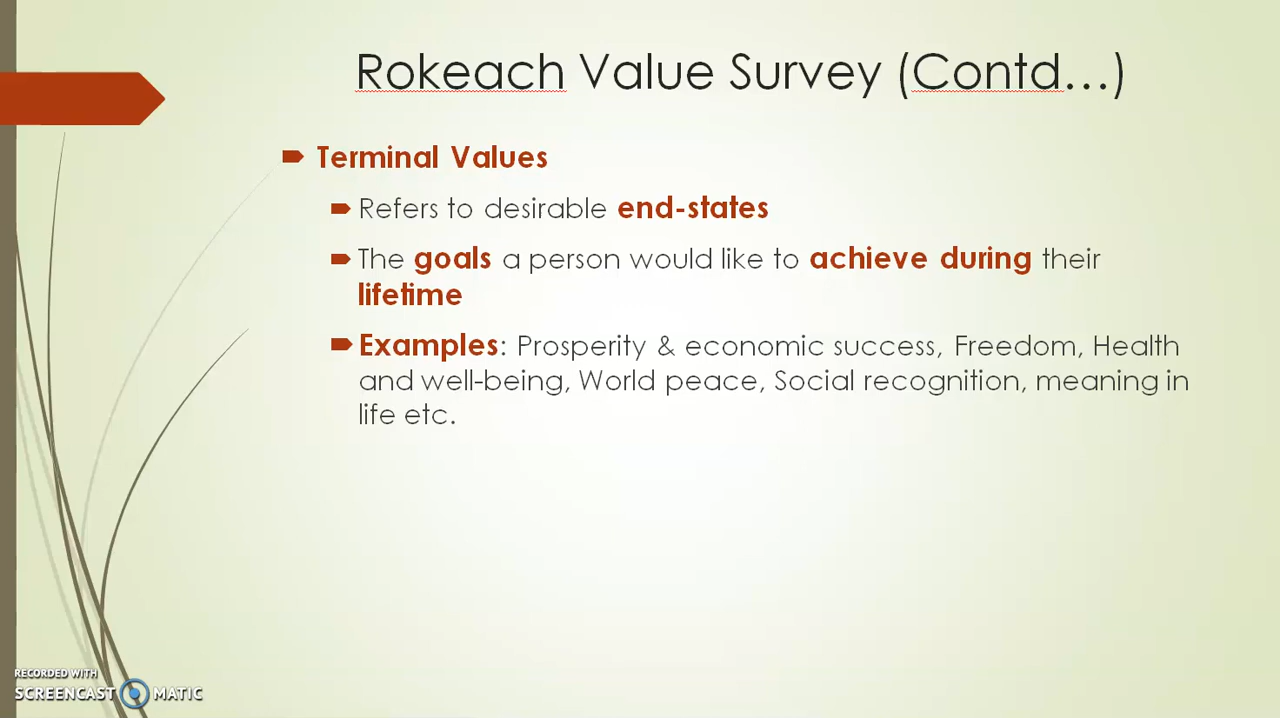 Rokeach Value Survey (Contd...)
Terminal Values
Refers to desirable end-states
The goals a person would like to achieve during their
lifetime
Examples: Prosperity & economic success, Freedom, Health
and well-being, World peace, Social recognition, meaning in
life etc.
RECORDED WITH
SCREENCAST MATIC